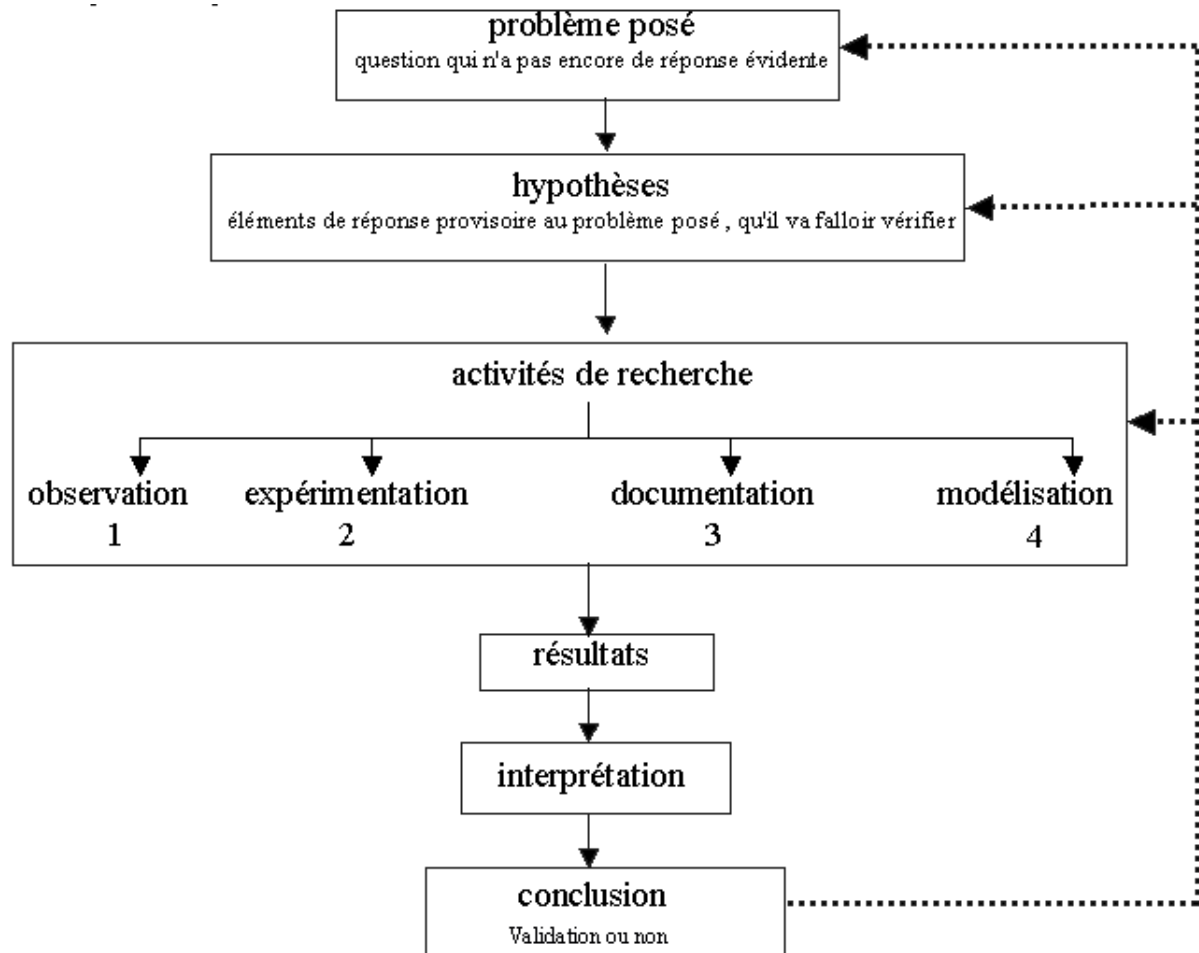 problème posé
question qui n'a pas encore de réponse évidente
hypothèses
éléments de réponse provisoire au problème posé , qu'il va falloir vérifier
activités de recherche
observation expérimentation documentation modélisation
1 2 3 4
résultats
interprétation
conclusion
Validation ou non